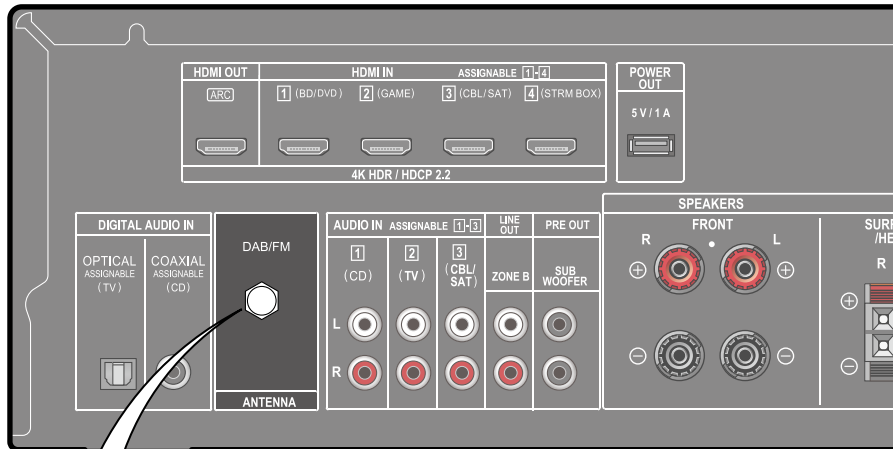 HDMI OUT HDMI IN ASSIGNABLE 1-4 POWER OUT
ARC 1 (BD/DVD) 2 (GAME) 3 (CBL/SAT) 4 (STRM BOX)
5 V / 1 A
4K HDR / HDCP 2.2
DIGITAL AUDIO IN
OPTICAL
ASSIGNABLE
(TV)
COAXIAL
ASSIGNABLE
(CD)
DAB/FM
ANTENNA
AUDIO IN ASSIGNABLE 1-3
1
(CD)
2
(TV)
3
(CBL/
SAT)
L
R
LINE
OUT
ZONE B
PRE OUT
SUB
WOOFER
SPEAKERS
FRONT
R L
+ +
- -
R
+
-